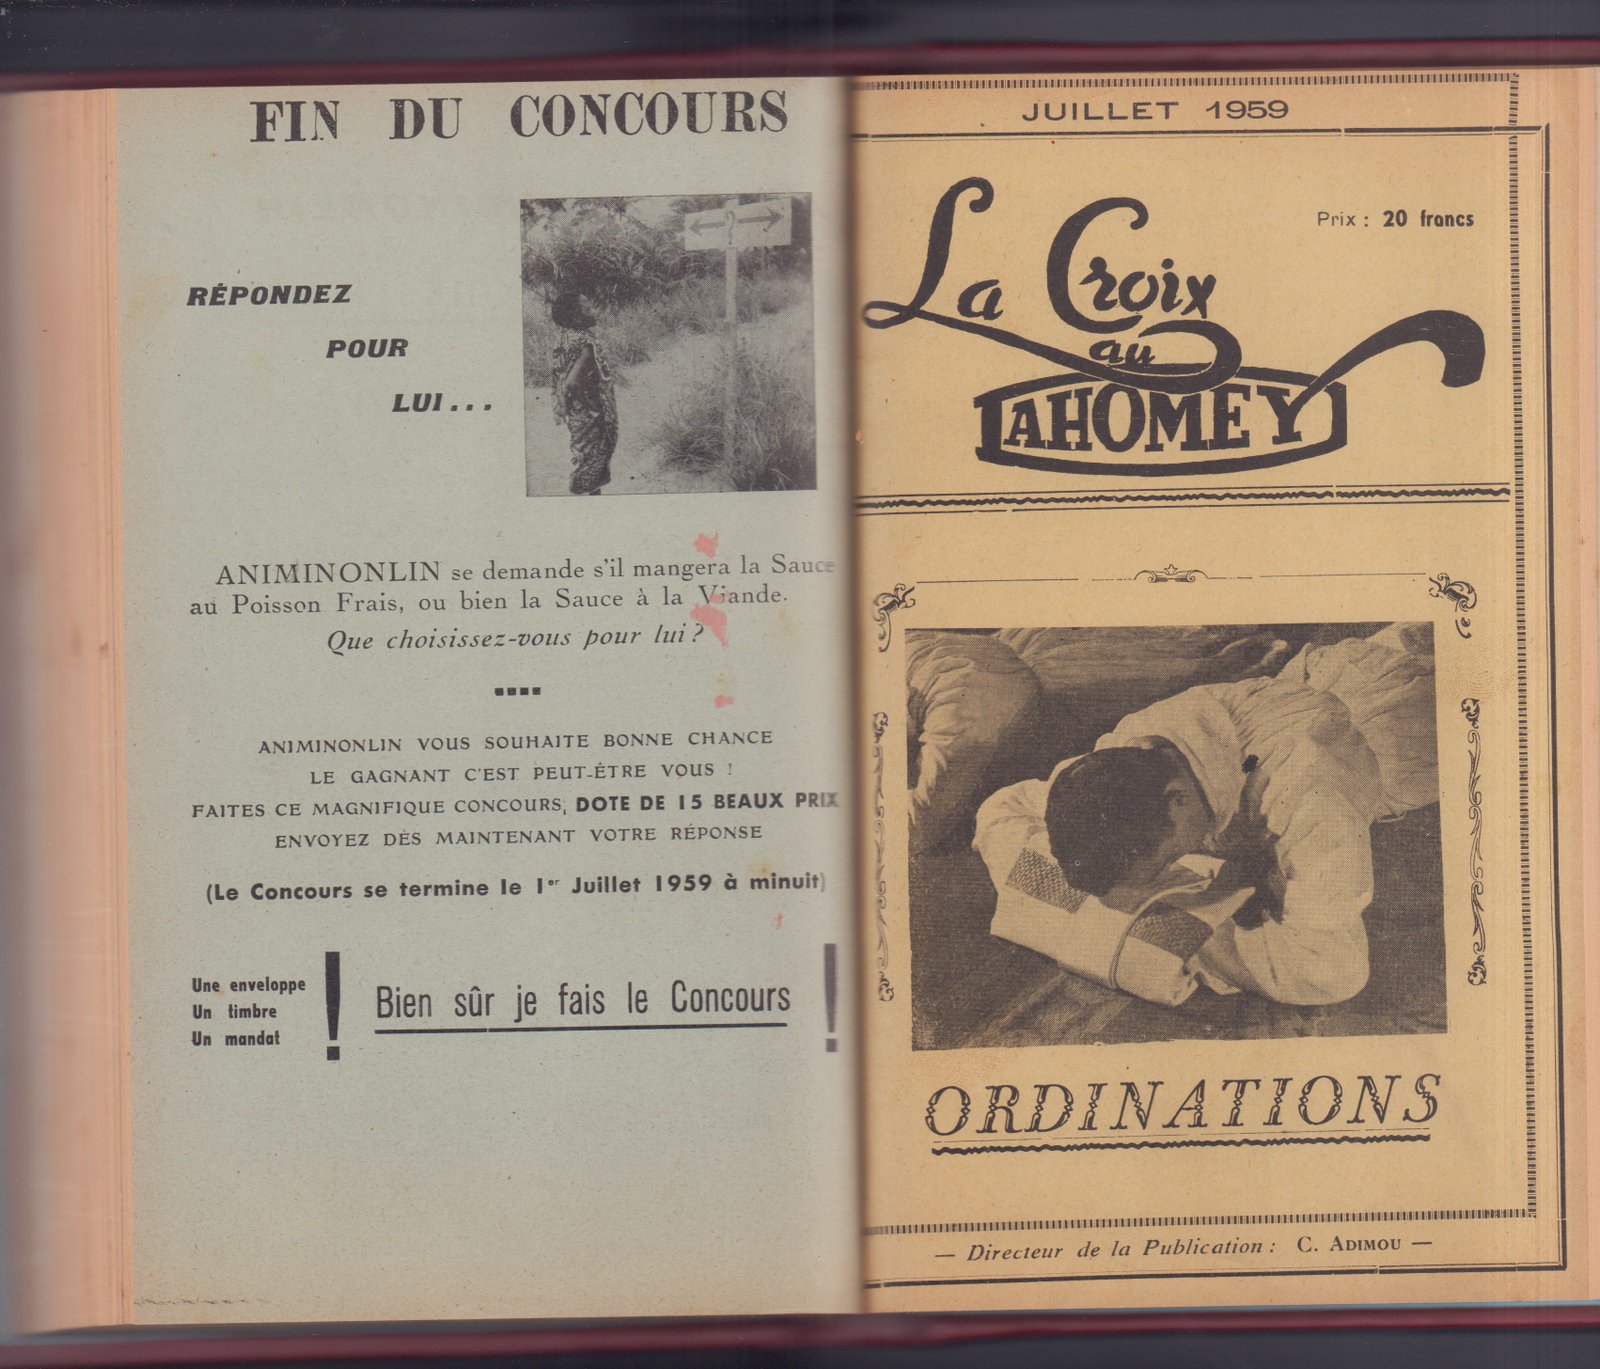 FIN DU CONCOURS
RÉPONDEZ
POUR
LUI...
ANIMINONLIN se demande s'il mangera la Sauce
au Poisson Frais, ou bien la Sauce à la Viande.
Que choisissez-vous pour lui ?
ANIMINONLIN VOUS SOUHAITE BONNE CHANCE
LE GAGNANT C'EST PEUT-ÊTRE VOUS !
FAITES CE MAGNIFIQUE CONCOURS, DOTE DE 15 BEAUX PRIX
ENVOYEZ DÈS MAINTENANT VOTRE RÉPONSE
(Le Concours se termine le 1er Juillet 1959 à minuit)
Une enveloppe
Un timbre
Un mandat
!
Bien sûr je fais le Concours !
JUILLET 1959
Prix : 20 francs
La Croix
au
DAHOMEY
ORDINATIONS
— Directeur de la Publication : C. ADIMOU —